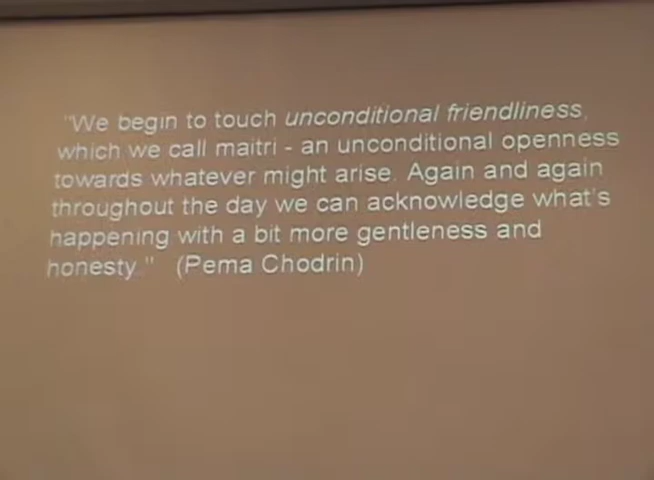 "We begin to touch unconditional friendliness,
which we call maitri - an unconditional openness
towards whatever might arise. Again and again
throughout the day we can acknowledge what's
happening with a bit more gentleness and
honesty." (Pema Chodrin)